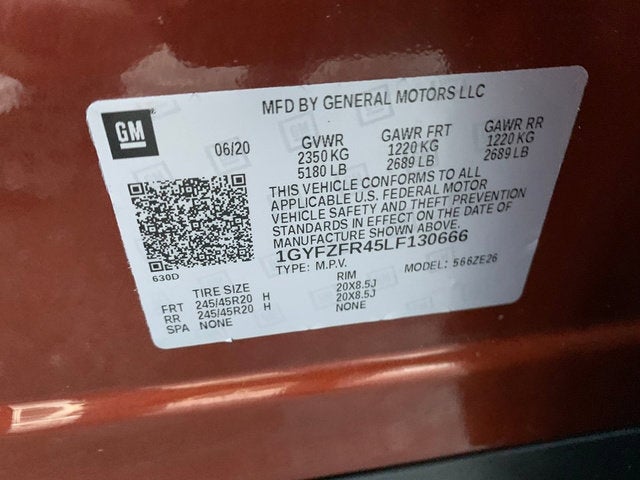 MFD BY GENERAL MOTORS LLC
GM
06/20 GVWR GAWR FRT GAWR RR
2350 KG 1220 KG 1220 KG
5180 LB 2689 LB 2689 LB
THIS VEHICLE CONFORMS TO ALL
APPLICABLE U.S. FEDERAL MOTOR
VEHICLE SAFETY AND THEFT PREVENTION
STANDARDS IN EFFECT ON THE DATE OF
MANUFACTURE SHOWN ABOVE.
1GYFZFR45LF130666
630D TYPE: M.P.V. MODEL: 566ZE26
TIRE SIZE RIM
FRT 245/45R20 H 20X8.5J
RR 245/45R20 H 20X8.5J
SPA NONE NONE